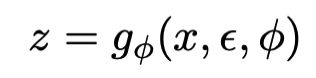 z = g_ϕ(x, ϵ, ϕ)